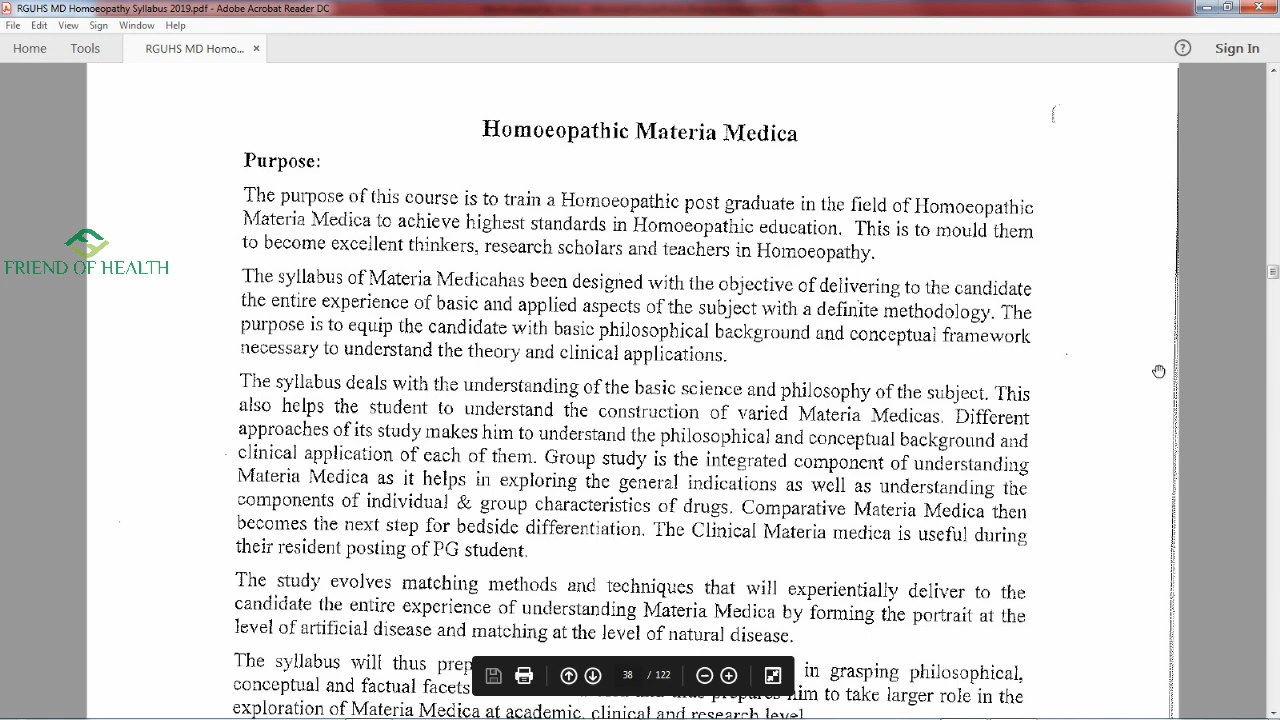 RGUHS MD Homoeopathy Syllabus 2019.pdf - Adobe Acrobat Reader DC
File Edit View Sign Window Help
Home Tools RGUHS MD Homo... × ? Sign In
Homoeopathic Materia Medica
Purpose:
The purpose of this course is to train a Homoeopathic post graduate in the field of Homoeopathic
Materia Medica to achieve highest standards in Homoeopathic education. This is to mould them
to become excellent thinkers, research scholars and teachers in Homoeopathy.
FRIEND OF HEALTH
The syllabus of Materia Medicahas been designed with the objective of delivering to the candidate
the entire experience of basic and applied aspects of the subject with a definite methodology. The
purpose is to equip the candidate with basic philosophical background and conceptual framework
necessary to understand the theory and clinical applications.
The syllabus deals with the understanding of the basic science and philosophy of the subject. This
also helps the student to understand the construction of varied Materia Medicas. Different
approaches of its study makes him to understand the philosophical and conceptual background and
clinical application of each of them. Group study is the integrated component of understanding
Materia Medica as it helps in exploring the general indications as well as understanding the
components of individual & group characteristics of drugs. Comparative Materia Medica then
becomes the next step for bedside differentiation. The Clinical Materia medica is useful during
their resident posting of PG student.
The study evolves matching methods and techniques that will experientially deliver to the
candidate the entire experience of understanding Materia Medica by forming the portrait at the
level of artificial disease and matching at the level of natural disease.
The syllabus will thus prep in grasping philosophical,
conceptual and factual facets him to take larger role in the
exploration of Materia Medica at academic, clinical and research level.
38 / 122